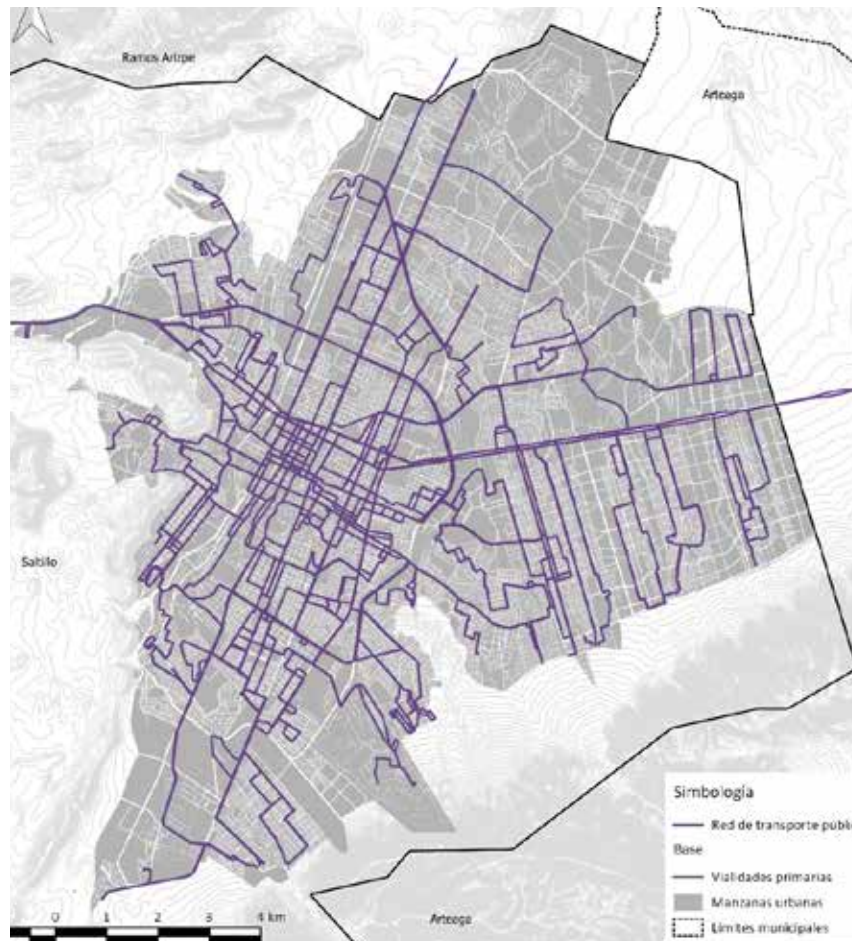 Ramos Arizpe
Arteaga
Saltillo
Simbología
Red de transporte públic
Base
Vialidades primarias
Manzanas urbanas
Límites municipales
0 1 2 3 4 km
Arteaga